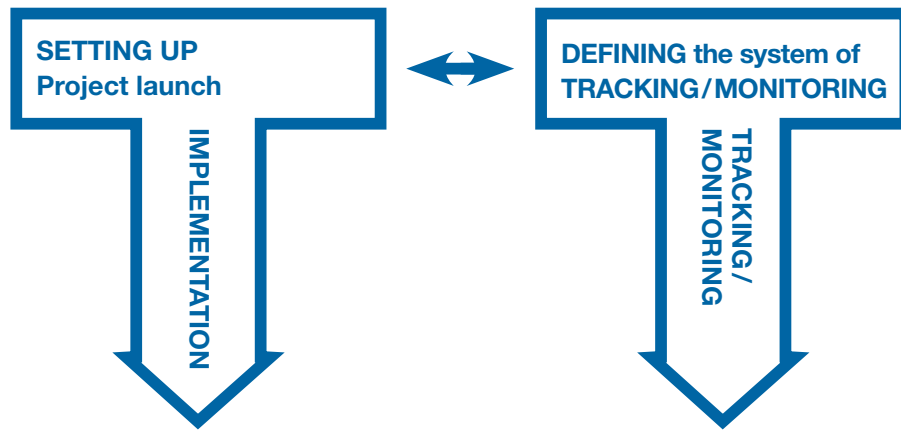 SETTING UP
Project launch
IMPLEMENTATION
DEFINING the system of
TRACKING/MONITORING
TRACKING/
MONITORING